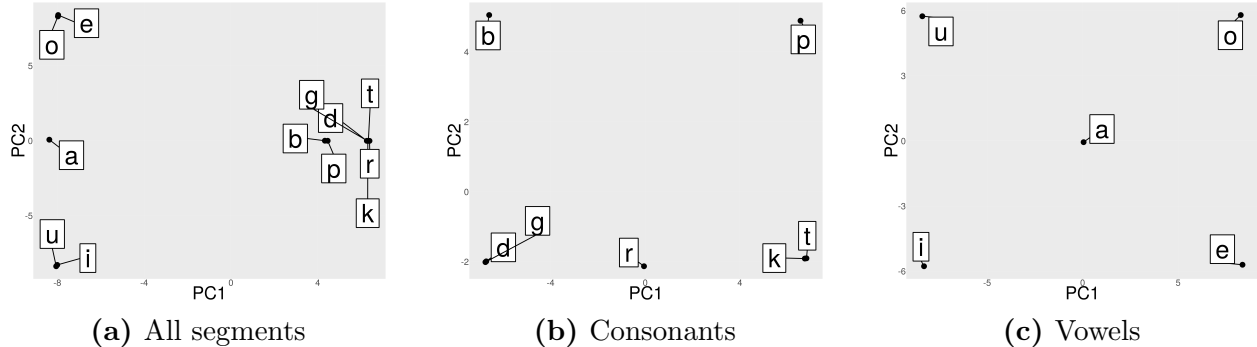 PC2
5
0
-5
-8
-4
0
4
PC1
e
o
a
u
i
g
d
t
b
p
r
k
(a) All segments
PC2
4
2
0
-2
-4
0
4
PC1
b
p
g
d
r
k
t
(b) Consonants
PC2
6
3
0
-3
-6
-5
0
5
PC1
u
o
a
i
e
(c) Vowels